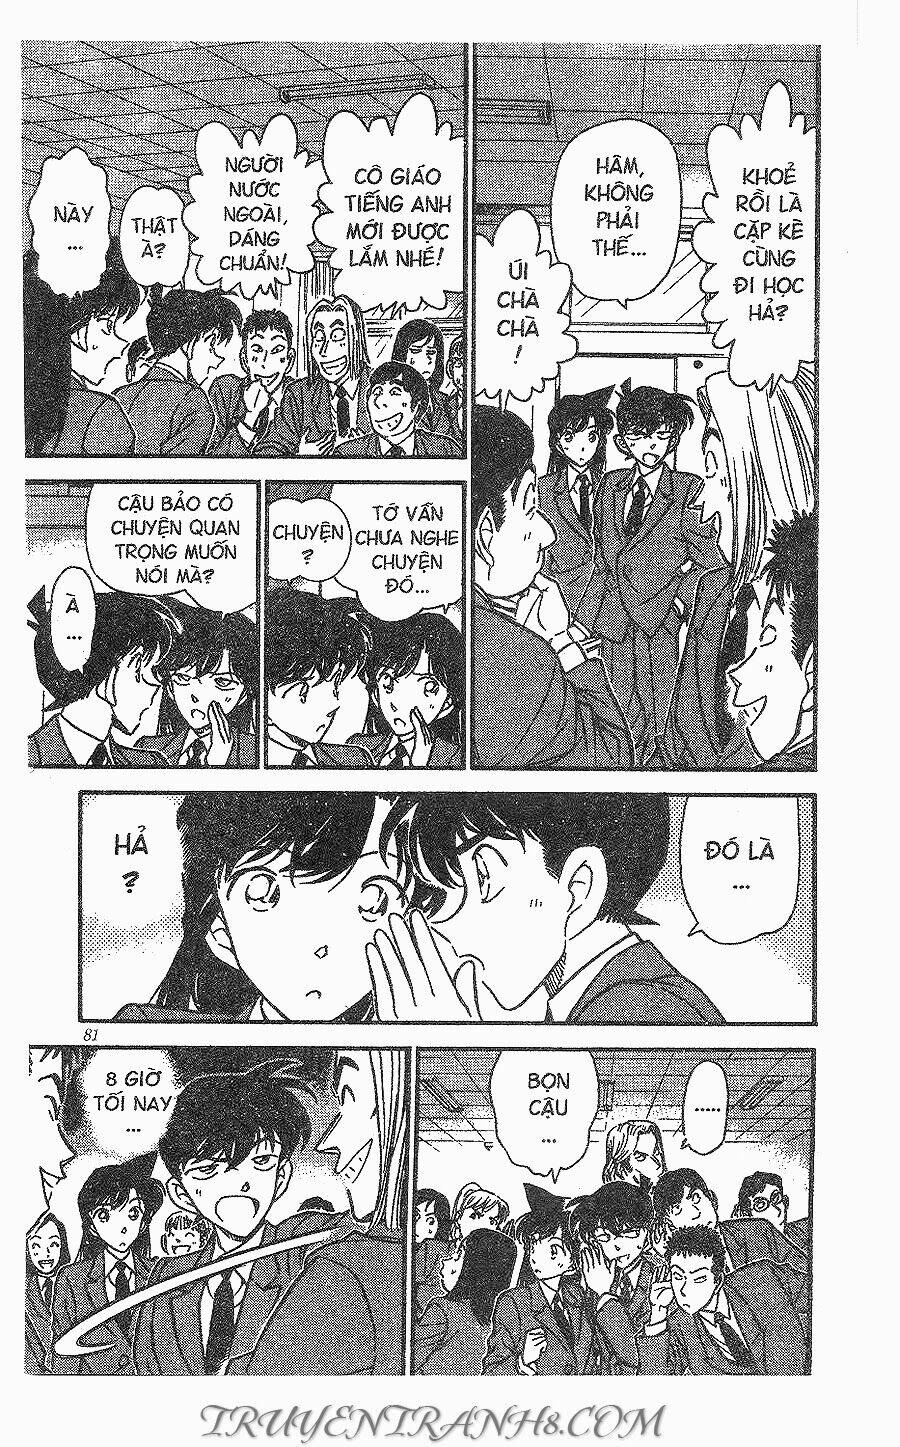 KHOẺ
RỒI LÀ
CẶP KÈ
CÙNG
ĐI HỌC
HẢ?
HÂM,
KHÔNG
PHẢI
THẾ...
ÚI
CHÀ
CHÀ
!
CÔ GIÁO
TIẾNG ANH
MỚI ĐƯỢC
LẮM NHÉ!
NGƯỜI
NƯỚC
NGOÀI,
DÁNG
CHUẨN!
THẬT
À?
NÀY
...
TỚ VẪN
CHƯA NGHE
CHUYỆN
ĐÓ...
CHUYỆN
?
CẬU BẢO CÓ
CHUYỆN QUAN
TRỌNG MUỐN
NÓI MÀ?
À
...
ĐÓ LÀ
...
HẢ
?
81
......
BỌN
CẬU
...
8 GIỜ
TỐI NAY
...
TRUYENTRANH8.COM